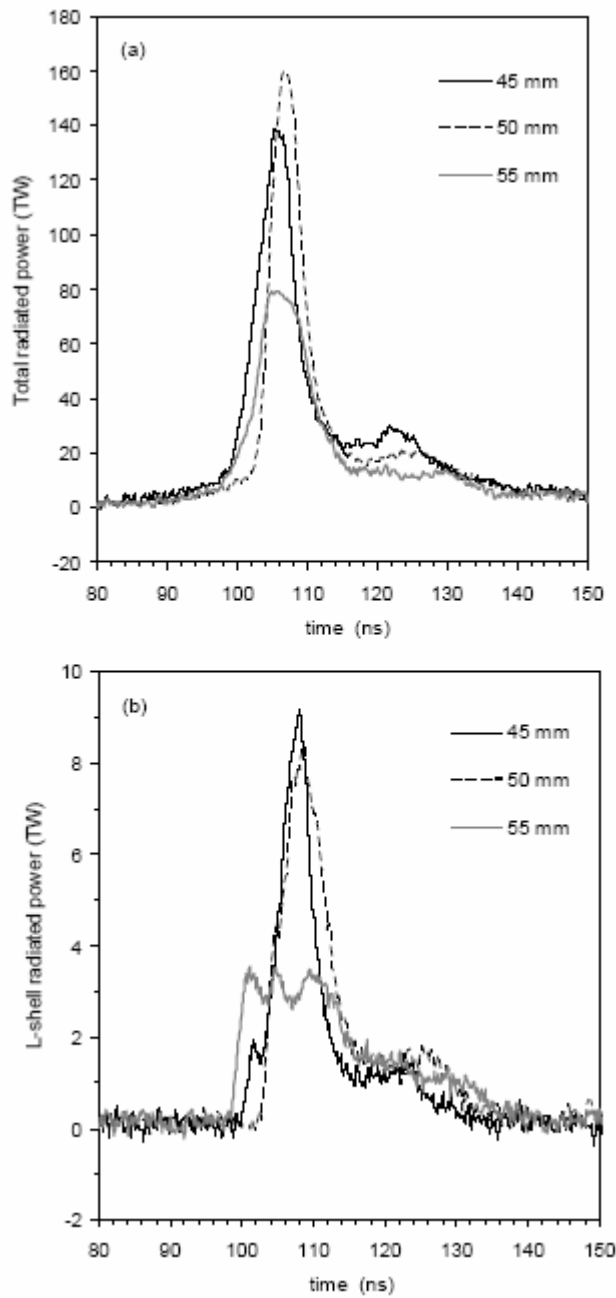 180
160
140
120
100
80
60
40
20
0
-20
Total radiated power (TW)
(a)
45 mm
50 mm
55 mm
80 90 100 110 120 130 140 150
time (ns)
10
8
6
4
2
0
-2
L-shell radiated power (TW)
(b)
45 mm
50 mm
55 mm
80 90 100 110 120 130 140 150
time (ns)